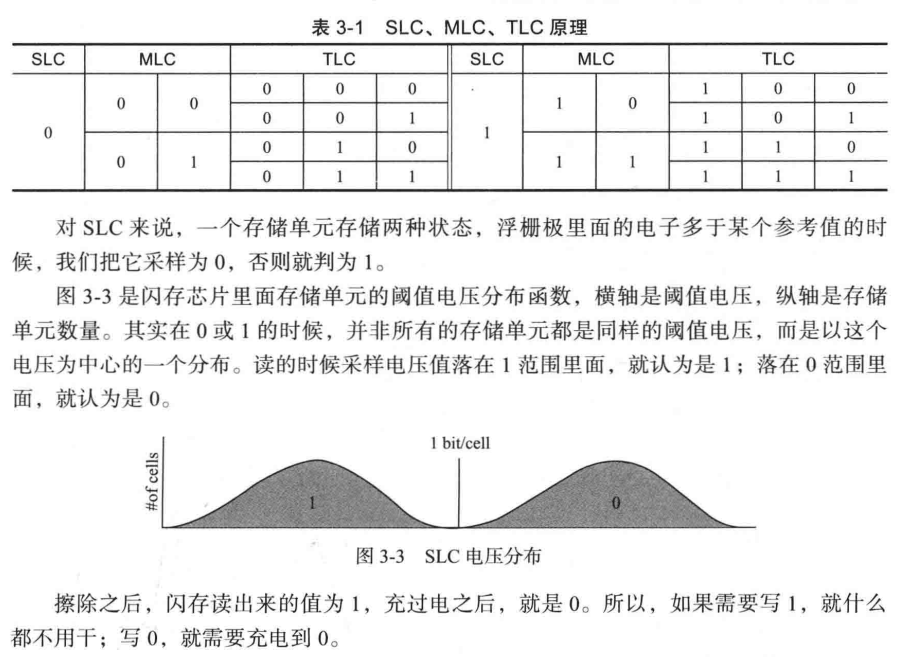 表 3-1 SLC、MLC、TLC 原理
SLC MLC TLC SLC MLC TLC
0 0 0 0 0 0 1 1 0 1 0 0
0 0 1 1 0 1
0 1 0 1 0 1 1 1 1 0
0 1 1 1 1 1
对 SLC 来说，一个存储单元存储两种状态，浮栅极里面的电子多于某个参考值的时
候，我们把它采样为 0，否则就判为 1。
图 3-3 是闪存芯片里面存储单元的阈值电压分布函数，横轴是阈值电压，纵轴是存储
单元数量。其实在 0 或 1 的时候，并非所有的存储单元都是同样的阈值电压，而是以这个
电压为中心的一个分布。读的时候采样电压值落在 1 范围里面，就认为是 1；落在 0 范围里
面，就认为是 0。
1 bit/cell
#of cells
1 0
图 3-3 SLC 电压分布
擦除之后，闪存读出来的值为 1，充过电之后，就是 0。所以，如果需要写 1，就什么
都不用干；写 0，就需要充电到 0。